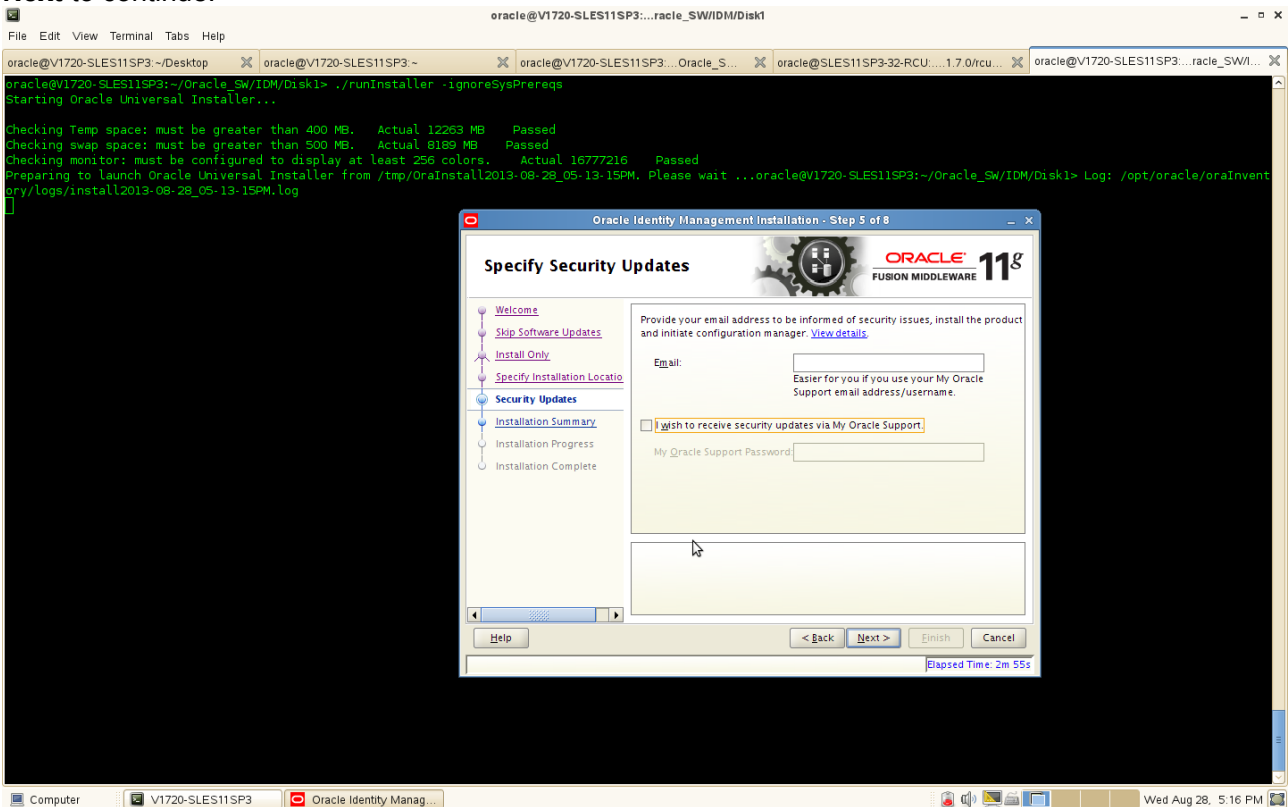 Next to continue.
oracle@V1720-SLES11SP3:...racle_SW/IDM/Disk1
File Edit View Terminal Tabs Help
oracle@V1720-SLES11SP3:~/Desktop
oracle@V1720-SLES11SP3:~
oracle@V1720-SLES11SP3:...Oracle_S...
oracle@SLES11SP3-32-RCU:....1.7.0/rcu...
oracle@V1720-SLES11SP3:...racle_SW/I...
oracle@V1720-SLES11SP3:~/Oracle_SW/IDM/Disk1> ./runInstaller -ignoreSysPrereqs
Starting Oracle Universal Installer...
Checking Temp space: must be greater than 400 MB. Actual 12263 MB Passed
Checking swap space: must be greater than 500 MB. Actual 8189 MB Passed
Checking monitor: must be configured to display at least 256 colors. Actual 16777216 Passed
Preparing to launch Oracle Universal Installer from /tmp/OraInstall2013-08-28_05-13-15PM. Please wait ...oracle@V1720-SLES11SP3:~/Oracle_SW/IDM/Disk1> Log: /opt/oracle/oraInvent
ory/logs/install2013-08-28_05-13-15PM.log
Oracle Identity Management Installation - Step 5 of 8
Specify Security Updates
ORACLE
FUSION MIDDLEWARE
11g
Welcome
Skip Software Updates
Install Only
Specify Installation Locatio
Security Updates
Installation Summary
Installation Progress
Installation Complete
Provide your email address to be informed of security issues, install the product
and initiate configuration manager. View details.
Email:
Easier for you if you use your My Oracle
Support email address/username.
I wish to receive security updates via My Oracle Support.
My Oracle Support Password:
Help
< Back
Next >
Finish
Cancel
Elapsed Time: 2m 55s
Computer
V1720-SLES11SP3
Oracle Identity Manag...
Wed Aug 28, 5:16 PM